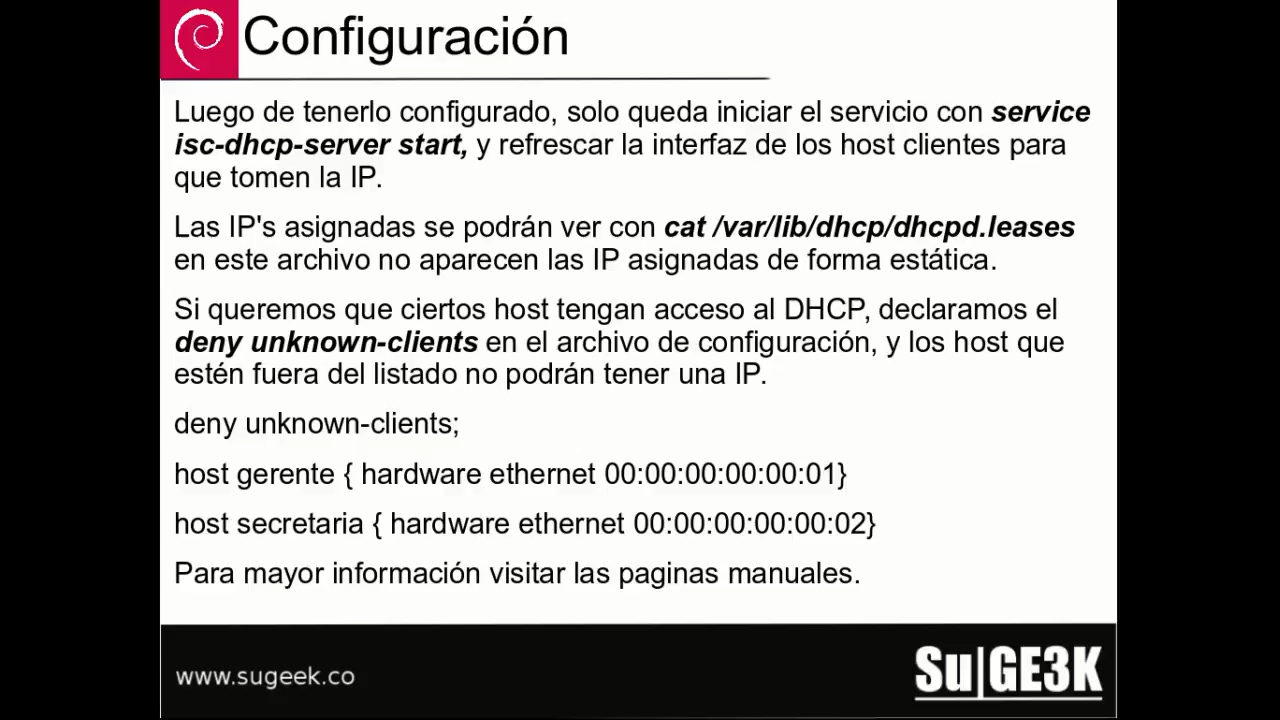 Configuración
Luego de tenerlo configurado, solo queda iniciar el servicio con service
isc-dhcp-server start, y refrescar la interfaz de los host clientes para
que tomen la IP.
Las IP's asignadas se podrán ver con cat /var/lib/dhcp/dhcpd.leases
en este archivo no aparecen las IP asignadas de forma estática.
Si queremos que ciertos host tengan acceso al DHCP, declaramos el
deny unknown-clients en el archivo de configuración, y los host que
estén fuera del listado no podrán tener una IP.
deny unknown-clients;
host gerente { hardware ethernet 00:00:00:00:00:01}
host secretaria { hardware ethernet 00:00:00:00:00:02}
Para mayor información visitar las paginas manuales.
www.sugeek.co
Su|GE3K